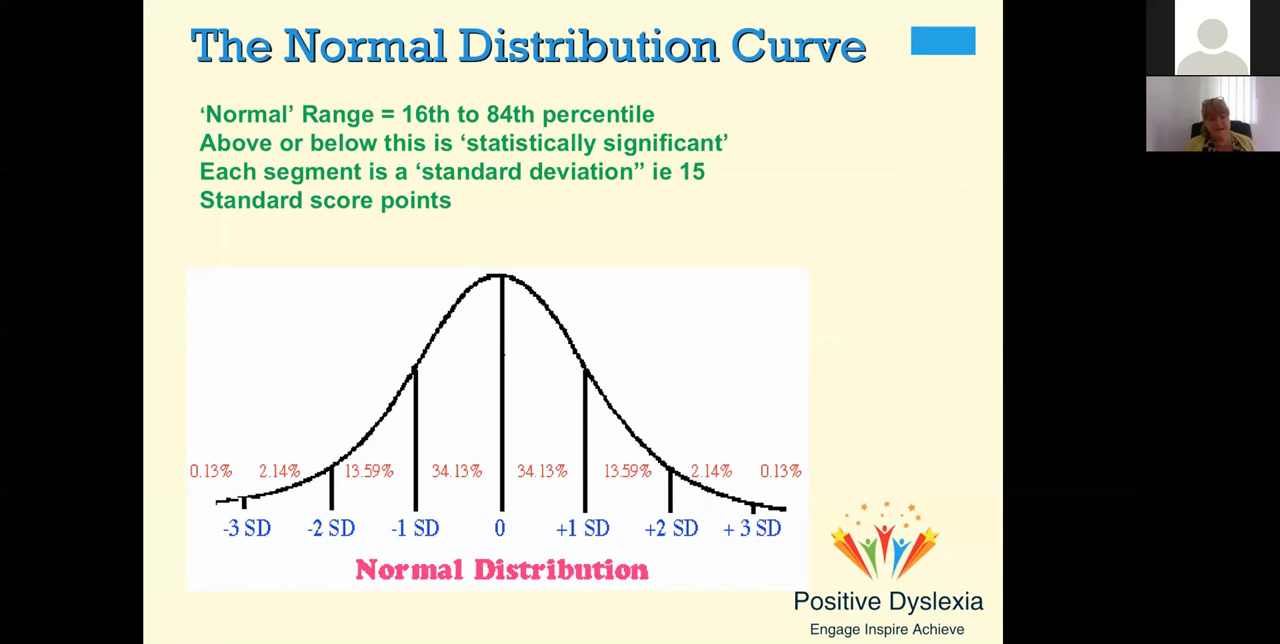 The Normal Distribution Curve
‘Normal’ Range = 16th to 84th percentile
Above or below this is ‘statistically significant’
Each segment is a ‘standard deviation” ie 15
Standard score points
0.13% 2.14% 13.59% 34.13% 34.13% 13.59% 2.14% 0.13%
-3 SD -2 SD -1 SD 0 +1 SD +2 SD + 3 SD
Normal Distribution
Positive Dyslexia
Engage Inspire Achieve